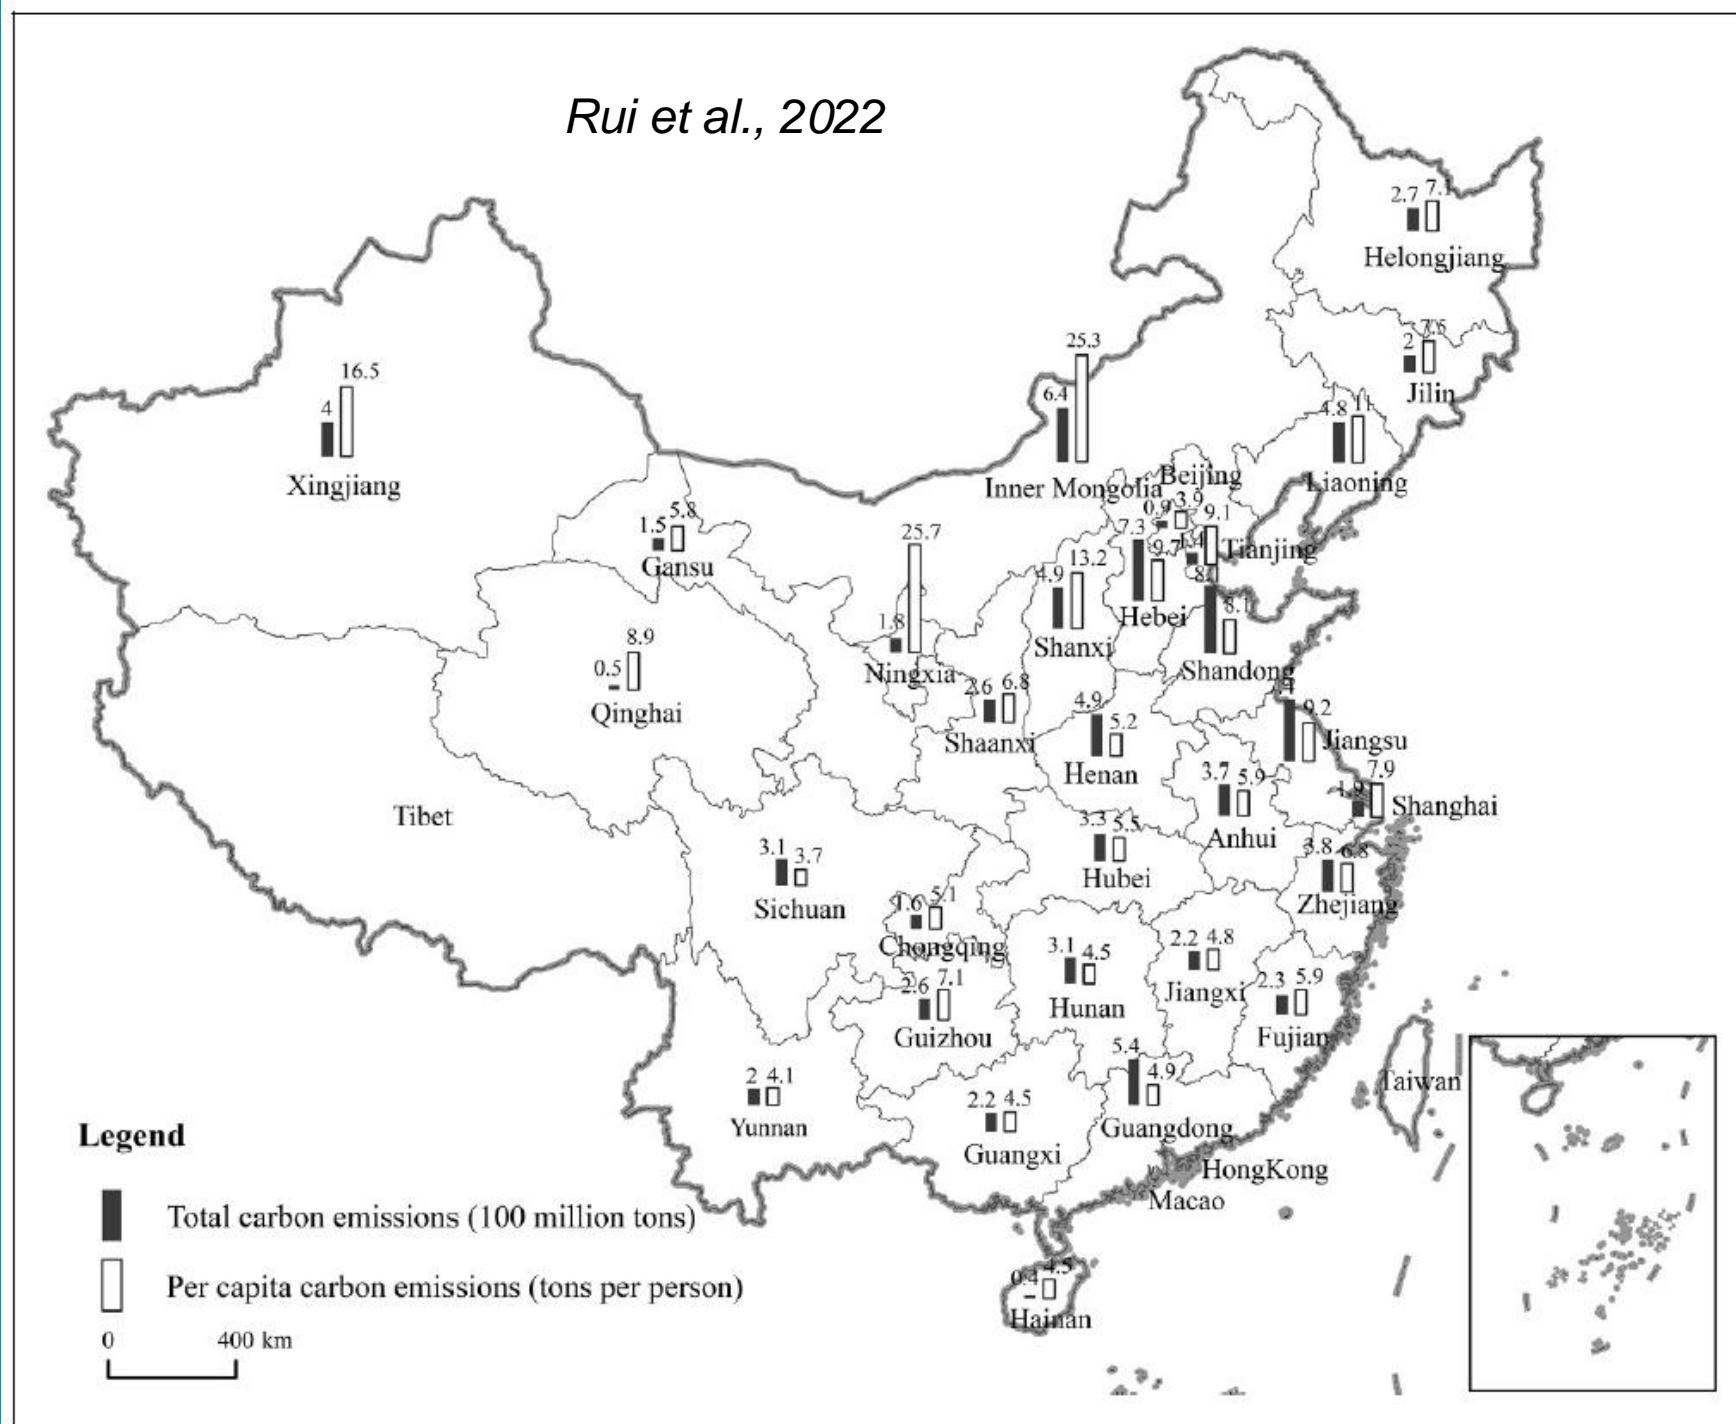 Rui et al., 2022
2.7 7.1
Helongjiang
2 7.5
Jilin
25.3
6.4
Inner Mongolia
16.5
4
Xingjiang
4.8 11
Liaoning
Beijing
0.9 3.9
9.1
1.4
Tianjing
1.5 5.8
Gansu
25.7
1.8
Ningxia
7.3
9.7
Hebei
13.2
4.9
Shanxi
8.1
Shandong
8.9
0.5
Qinghai
2.6 6.8
Shaanxi
4.9
5.2
Henan
9.2
Jiangsu
3.7 5.9
Anhui
7.9
1.9
Shanghai
Tibet
3.3 5.5
Hubei
3.8 6.8
Zhejiang
3.1 3.7
Sichuan
1.6 5.1
Chongqing
3.1 4.5
Hunan
2.2 4.8
Jiangxi
2.3 5.9
Fujian
2.6 7.1
Guizhou
5.4
4.9
Guangdong
Taiwan
2 4.1
Yunnan
2.2 4.5
Guangxi
HongKong
Macao
0.4 4.5
Hainan
Legend
Total carbon emissions (100 million tons)
Per capita carbon emissions (tons per person)
0 400 km